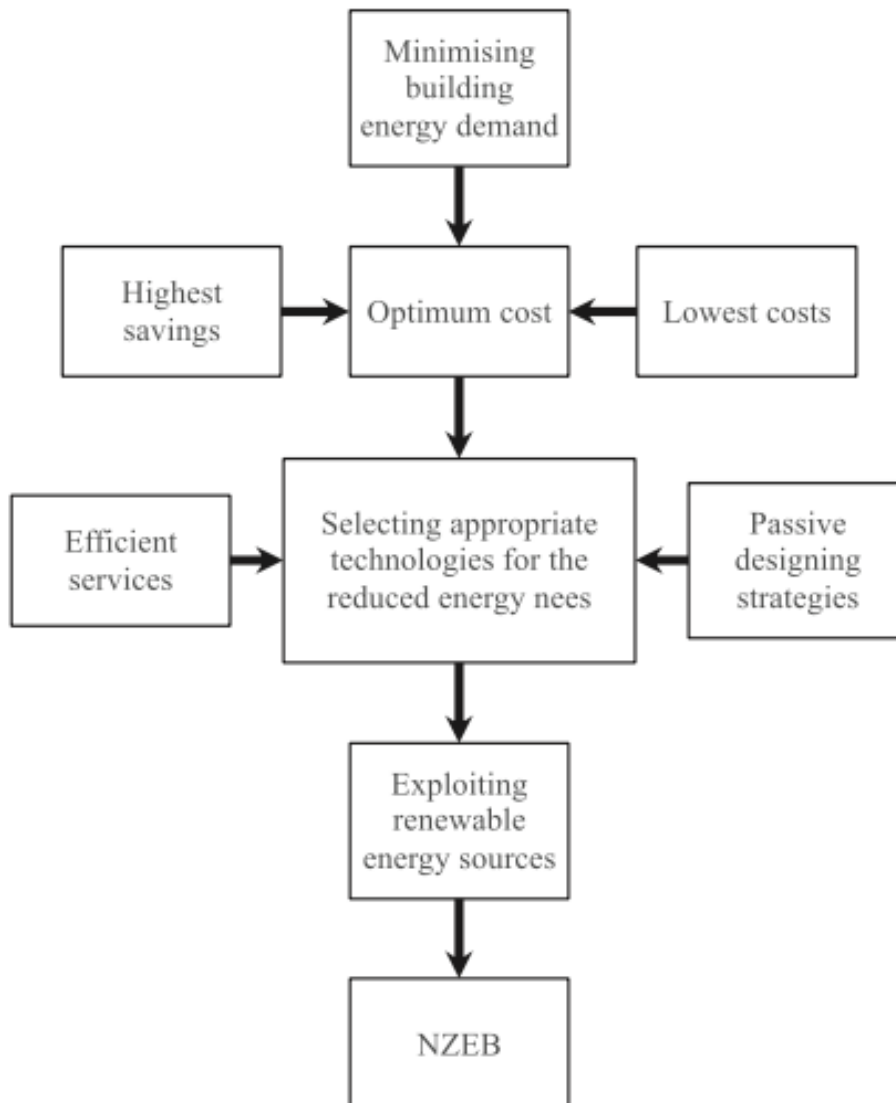 Minimising
building
energy demand
Highest
savings
Optimum cost
Lowest costs
Efficient
services
Selecting appropriate
technologies for the
reduced energy nees
Passive
designing
strategies
Exploiting
renewable
energy sources
NZEB